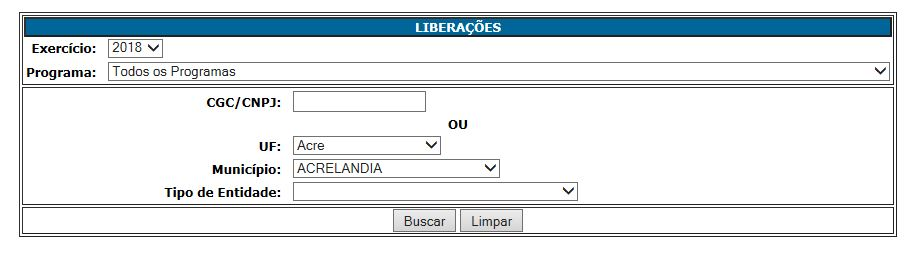 LIBERAÇÕES
Exercício: 2018
Programa: Todos os Programas
CGC/CNPJ:
OU
UF: Acre
Município: ACRELANDIA
Tipo de Entidade:
Buscar Limpar